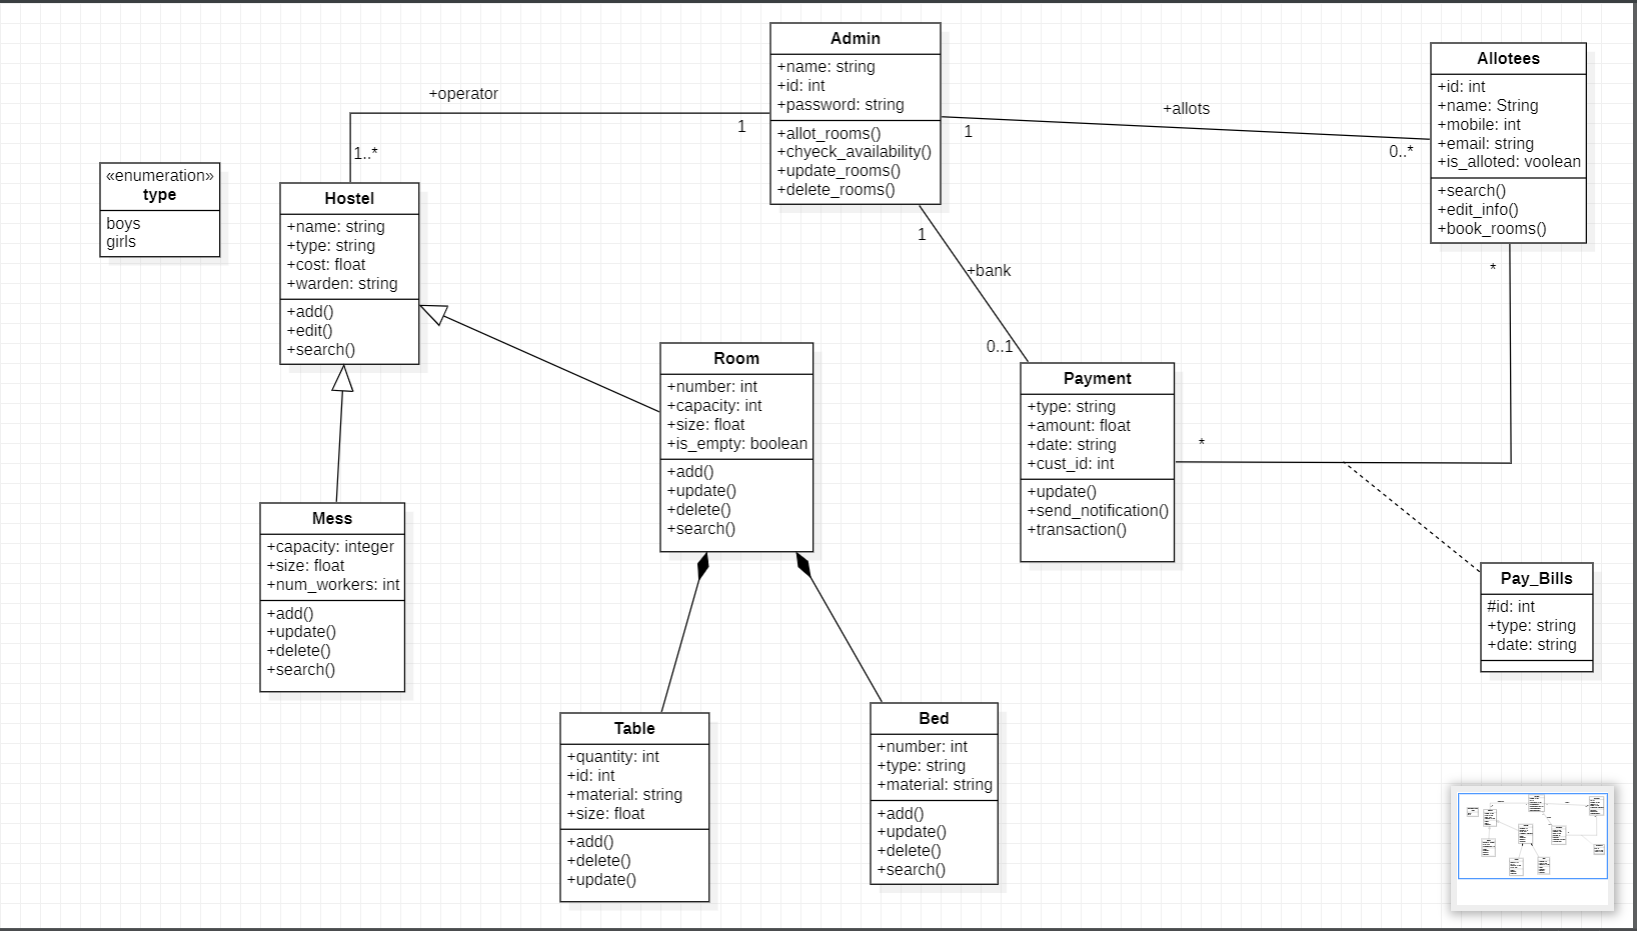 Admin
+name: string
+id: int
+password: string
+allot_rooms()
+chyeck_availability()
+update_rooms()
+delete_rooms()
Allotees
+id: int
+name: String
+mobile: int
+email: string
+is_alloted: voolean
+search()
+edit_info()
+book_rooms()
+operator
1
1..*
+allots
1
0..*
«enumeration»
type
boys
girls
Hostel
+name: string
+type: string
+cost: float
+warden: string
+add()
+edit()
+search()
1
+bank
0..1
*
*
Room
+number: int
+capacity: int
+size: float
+is_empty: boolean
+add()
+update()
+delete()
+search()
Payment
+type: string
+amount: float
+date: string
+cust_id: int
+update()
+send_notification()
+transaction()
Mess
+capacity: integer
+size: float
+num_workers: int
+add()
+update()
+delete()
+search()
Pay_Bills
#id: int
+type: string
+date: string
Table
+quantity: int
+id: int
+material: string
+size: float
+add()
+delete()
+update()
Bed
+number: int
+type: string
+material: string
+add()
+update()
+delete()
+search()